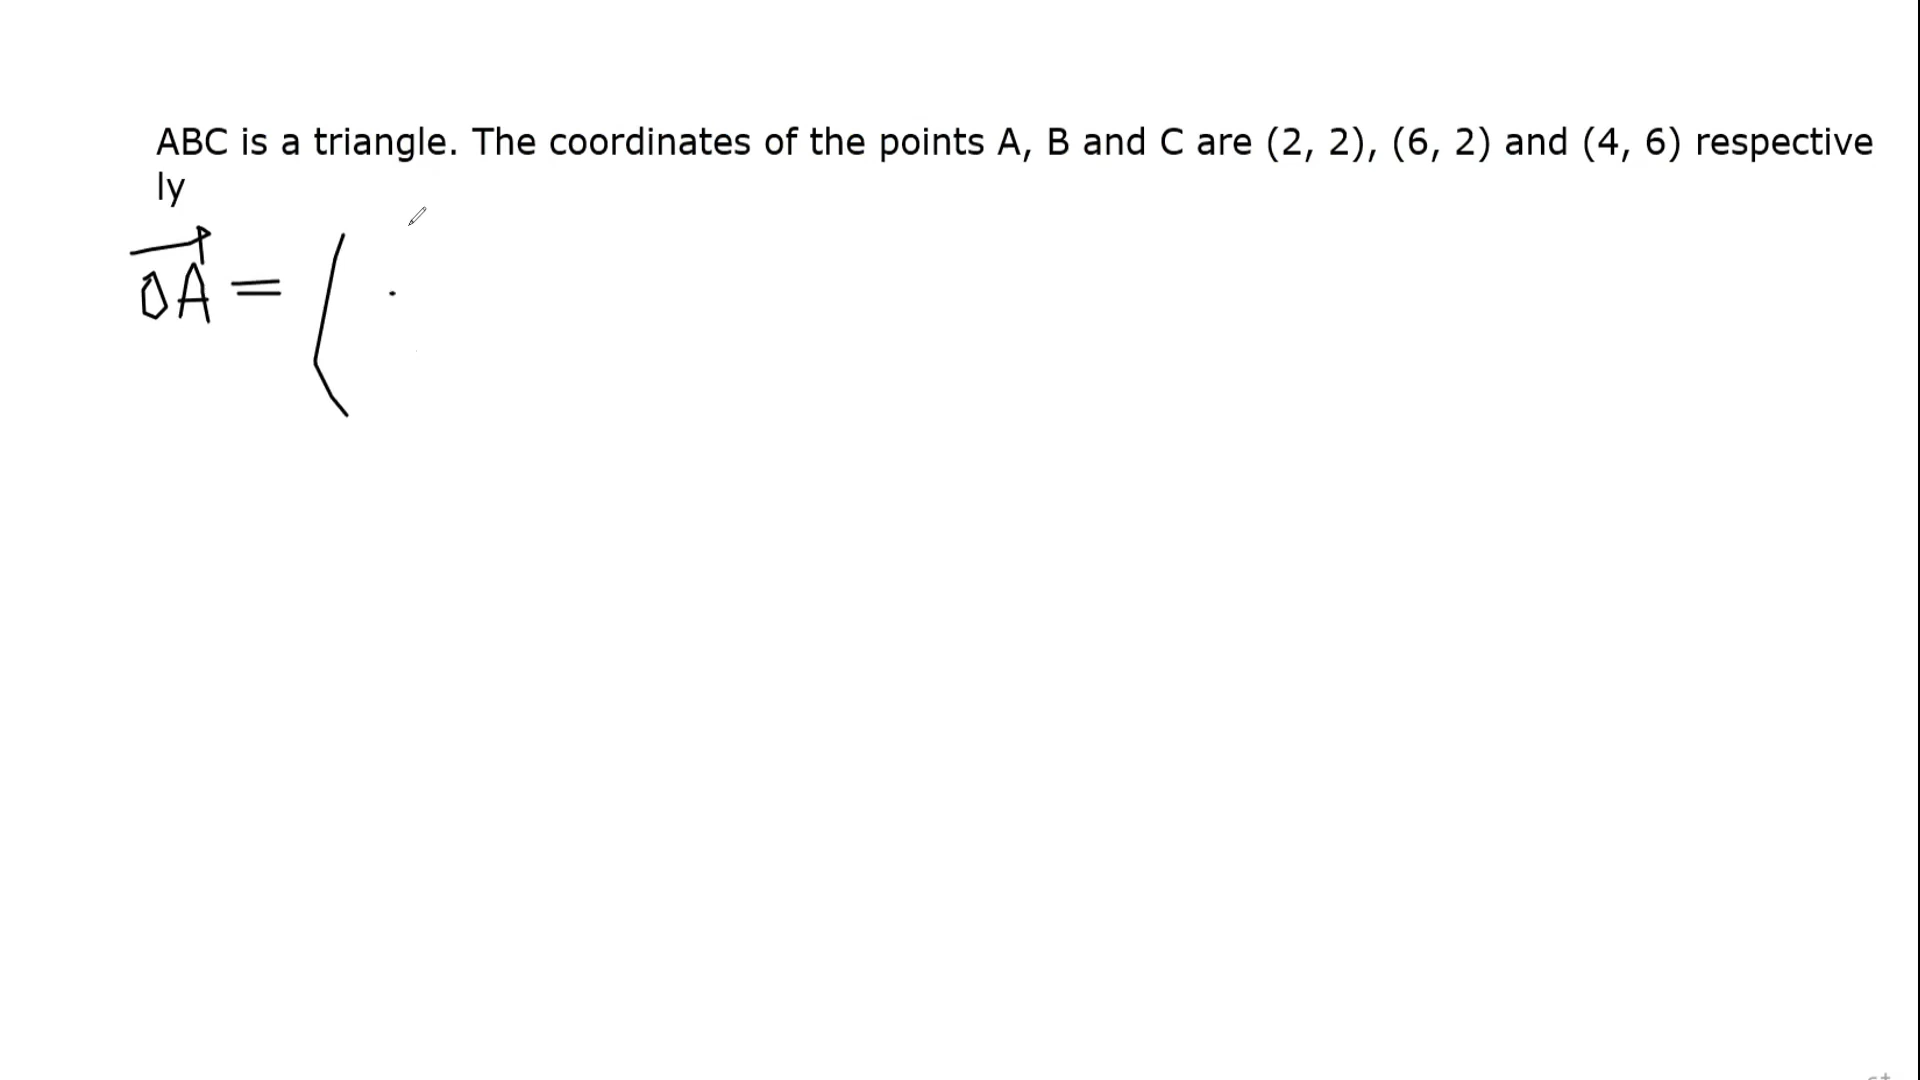 ABC is a triangle. The coordinates of the points A, B and C are (2, 2), (6, 2) and (4, 6) respective
ly
OA = (